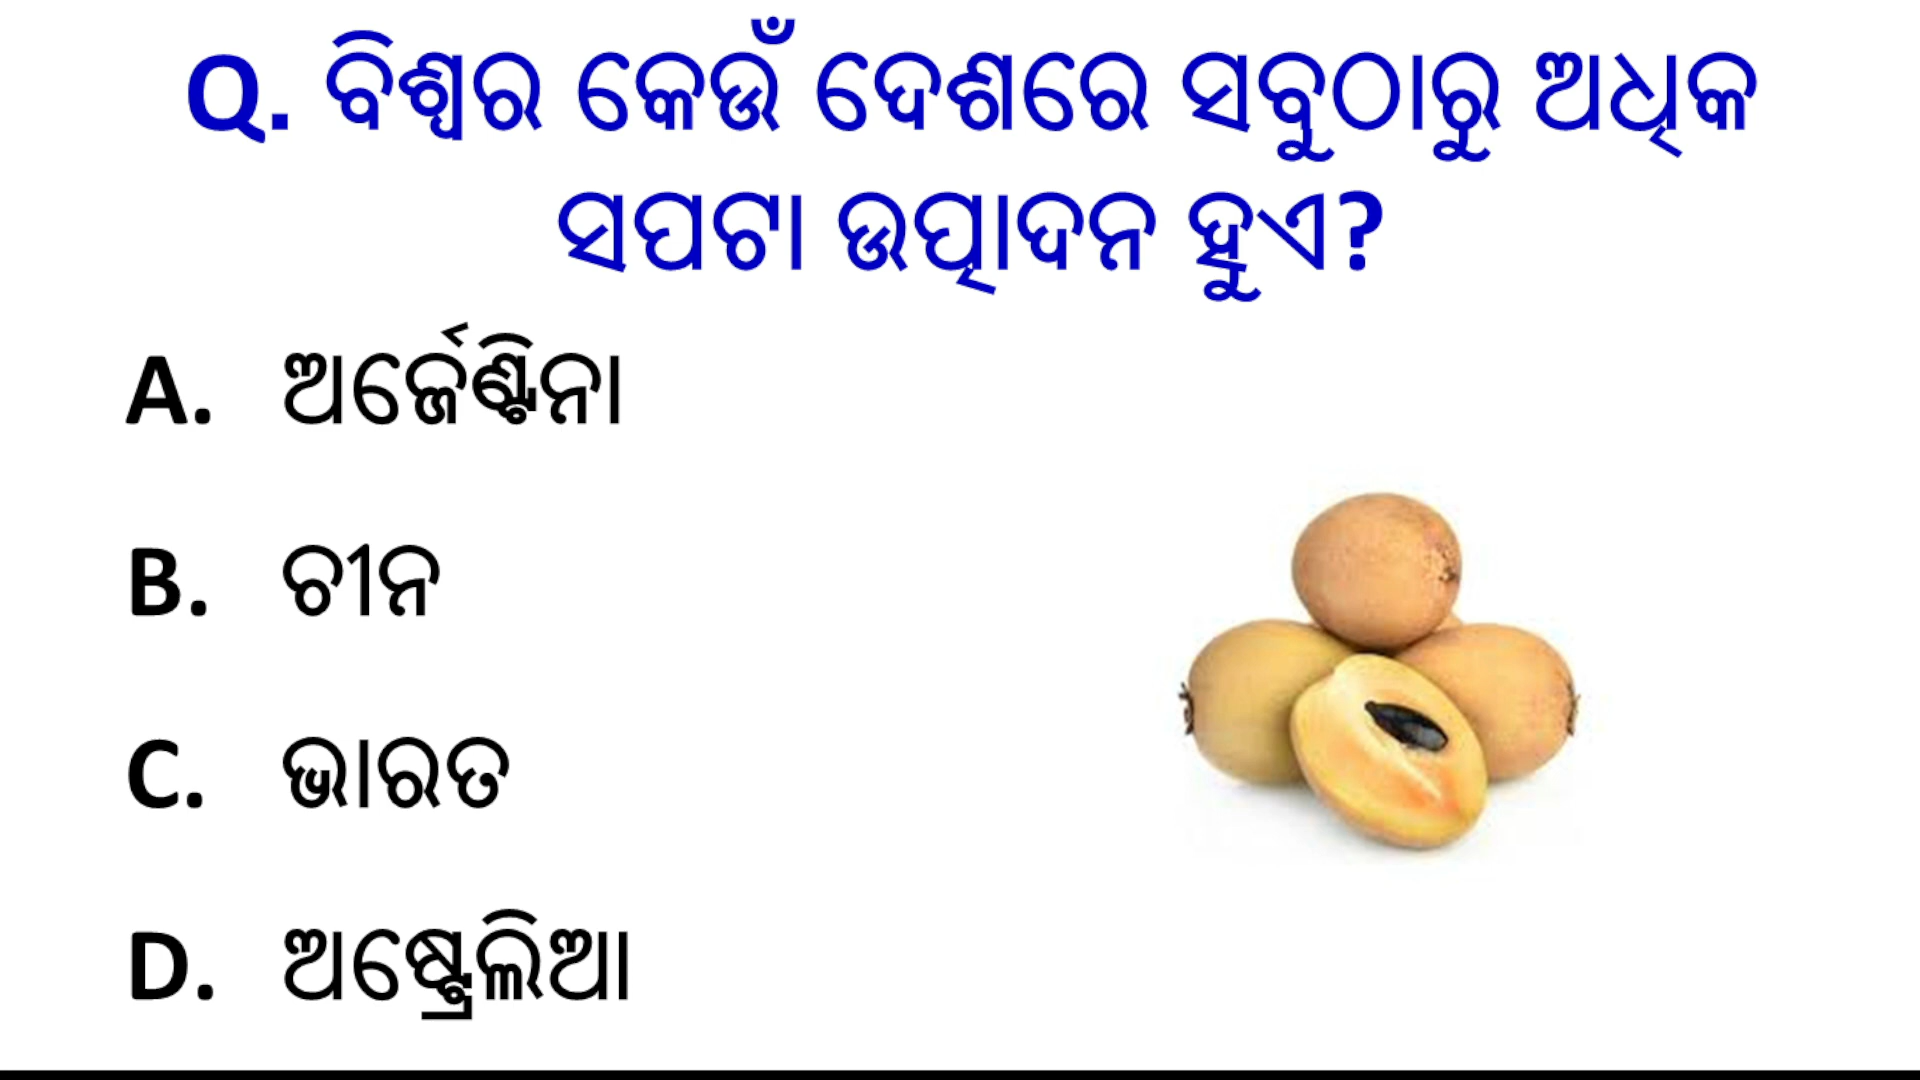 Q. ବିଶ୍ୱର କେଉଁ ଦେଶରେ ସବୁଠାରୁ ଅଧିକ
ସପଟା ଉତ୍ପାଦନ ହୁଏ?
A. ଅର୍ଜେଣ୍ଟିନା
B. ଚୀନ
C. ଭାରତ
D. ଅଷ୍ଟ୍ରେଲିଆ